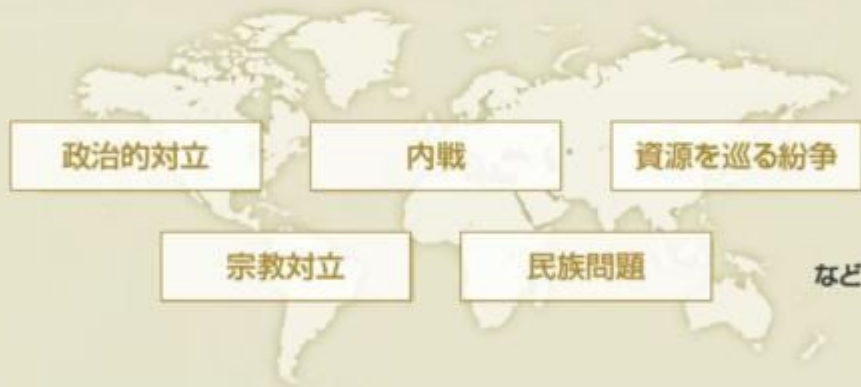 政治的対立
内戦
資源を巡る紛争
宗教対立
民族問題
など